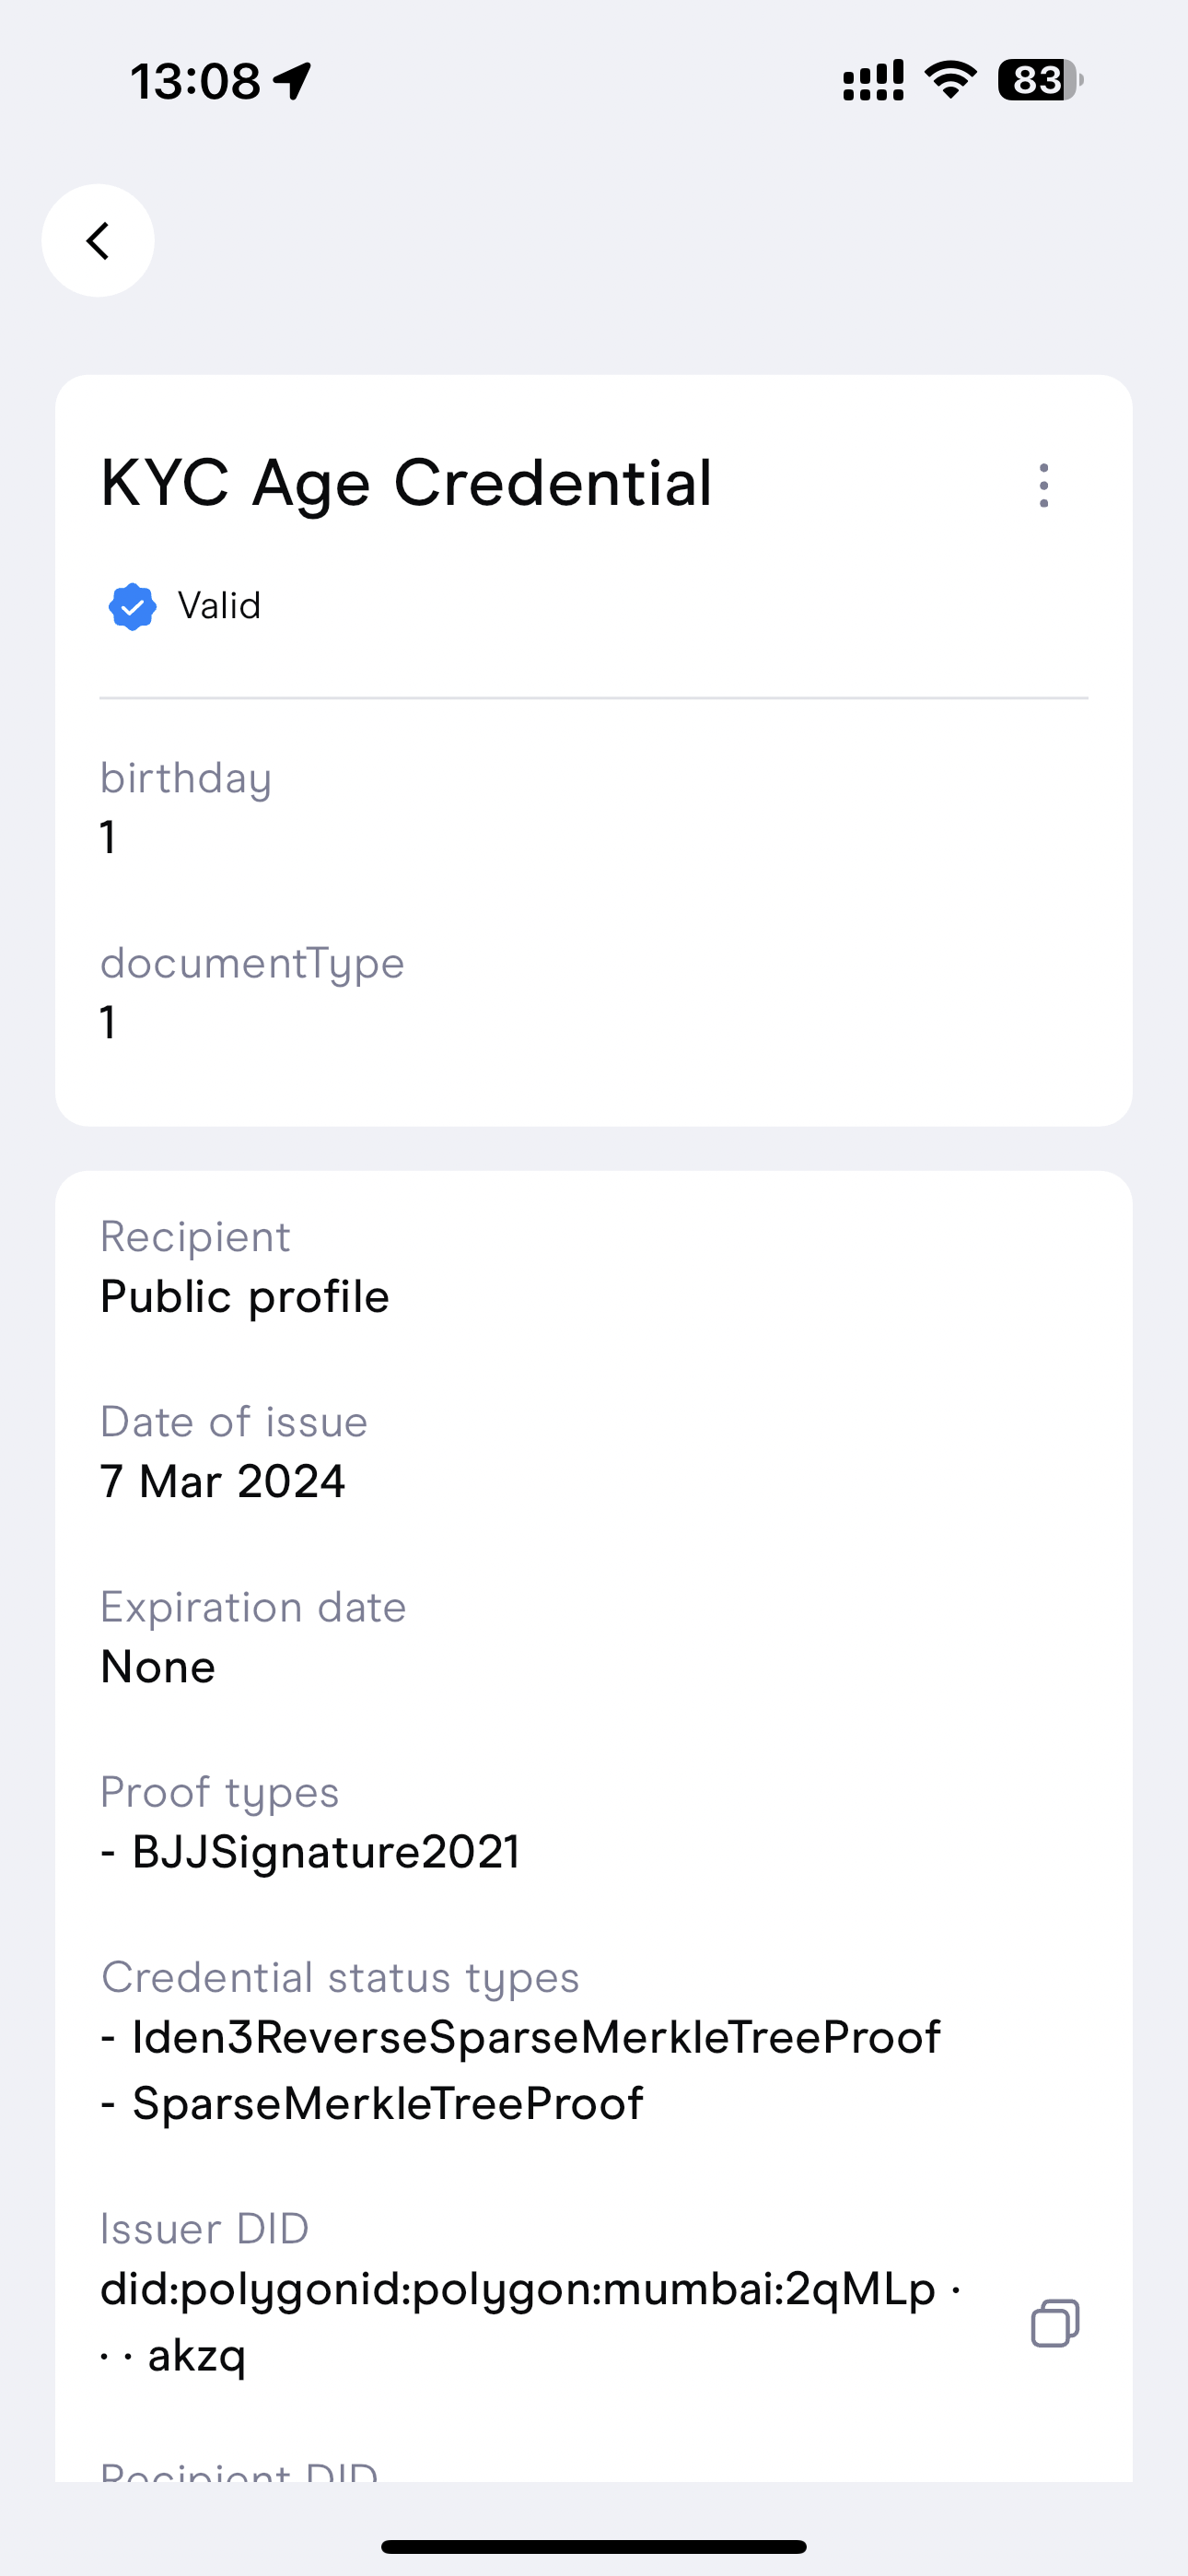 13:08
83
KYC Age Credential
Valid
birthday
1
documentType
1
Recipient
Public profile
Date of issue
7 Mar 2024
Expiration date
None
Proof types
- BJJSignature2021
Credential status types
- Iden3ReverseSparseMerkleTreeProof
- SparseMerkleTreeProof
Issuer DID
did:polygonid:polygon:mumbai:2qMLp ·
· · akzq
Recipient DID